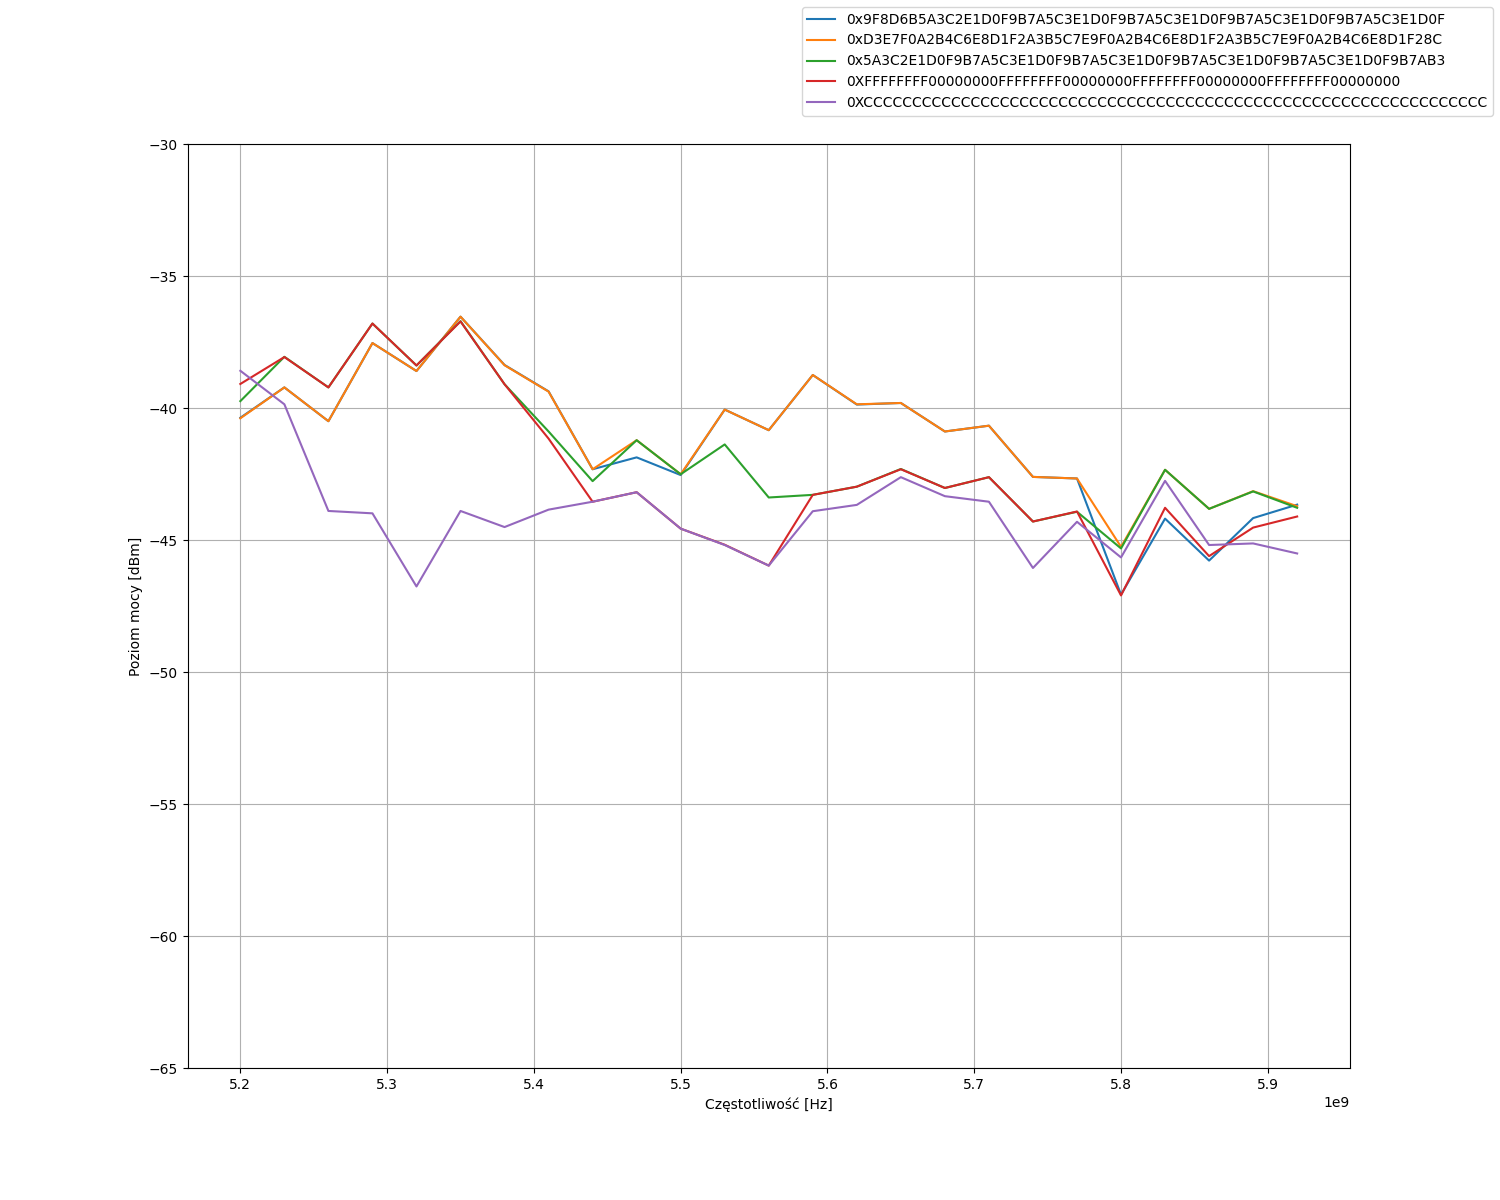 0x9F8D6B5A3C2E1D0F9B7A5C3E1D0F9B7A5C3E1D0F9B7A5C3E1D0F9B7A5C3E1D0F
0xD3E7F0A2B4C6E8D1F2A3B5C7E9F0A2B4C6E8D1F2A3B5C7E9F0A2B4C6E8D1F28C
0x5A3C2E1D0F9B7A5C3E1D0F9B7A5C3E1D0F9B7A5C3E1D0F9B7A5C3E1D0F9B7AB3
0XFFFFFFFF00000000FFFFFFFF00000000FFFFFFFF00000000FFFFFFFF00000000
0XCCCCCCCCCCCCCCCCCCCCCCCCCCCCCCCCCCCCCCCCCCCCCCCCCCCCCCCCCCCCCCCC
−30
−35
−40
−45
−50
−55
−60
−65
Poziom mocy [dBm]
5.2 5.3 5.4 5.5 5.6 5.7 5.8 5.9
Częstotliwość [Hz]
1e9